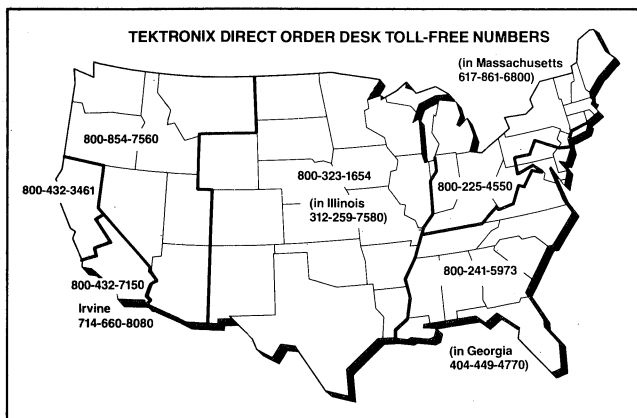 TEKTRONIX DIRECT ORDER DESK TOLL-FREE NUMBERS
(in Massachusetts
617-861-6800)
800-854-7560
800-323-1654
800-432-3461
(in Illinois
312-259-7580)
800-225-4550
800-241-5973
800-432-7150
Irvine
714-660-8080
(in Georgia
404-449-4770)